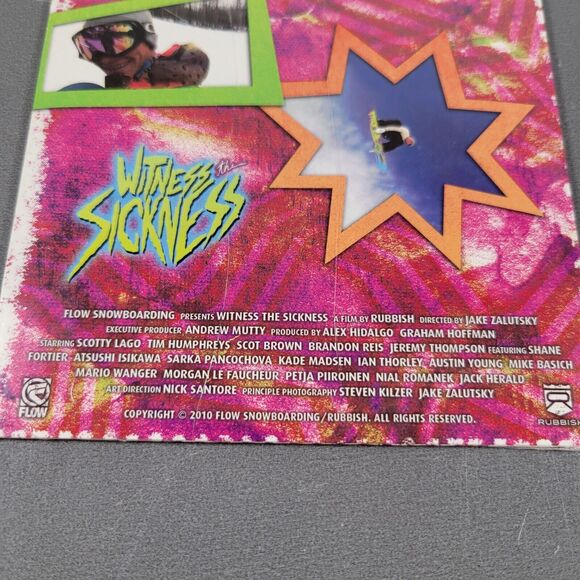 WITNESS the
SICKNESS
FLOW SNOWBOARDING PRESENTS WITNESS THE SICKNESS A FILM BY RUBBISH DIRECTED BY JAKE ZALUTSKY
EXECUTIVE PRODUCER ANDREW MUTTY PRODUCED BY ALEX HIDALGO GRAHAM HOFFMAN
STARRING SCOTTY LAGO TIM HUMPHREYS SCOT BROWN BRANDON REIS JEREMY THOMPSON FEATURING SHANE
FORTIER ATSUSHI ISIKAWA SARKA PANCOCHOVA KADE MADSEN IAN THORLEY, AUSTIN YOUNG MIKE BASICH
MARIO WANGER MORGAN LE FAUCHEUR PETJA PIIROINEN NIAL ROMANEK JACK HERALD
ART DIRECTION NICK SANTORE PRINCIPLE PHOTOGRAPHY STEVEN KILZER JAKE ZALUTSKY
COPYRIGHT © 2010 FLOW SNOWBOARDING/RUBBISH. ALL RIGHTS RESERVED.
FLOW
RUBBISH